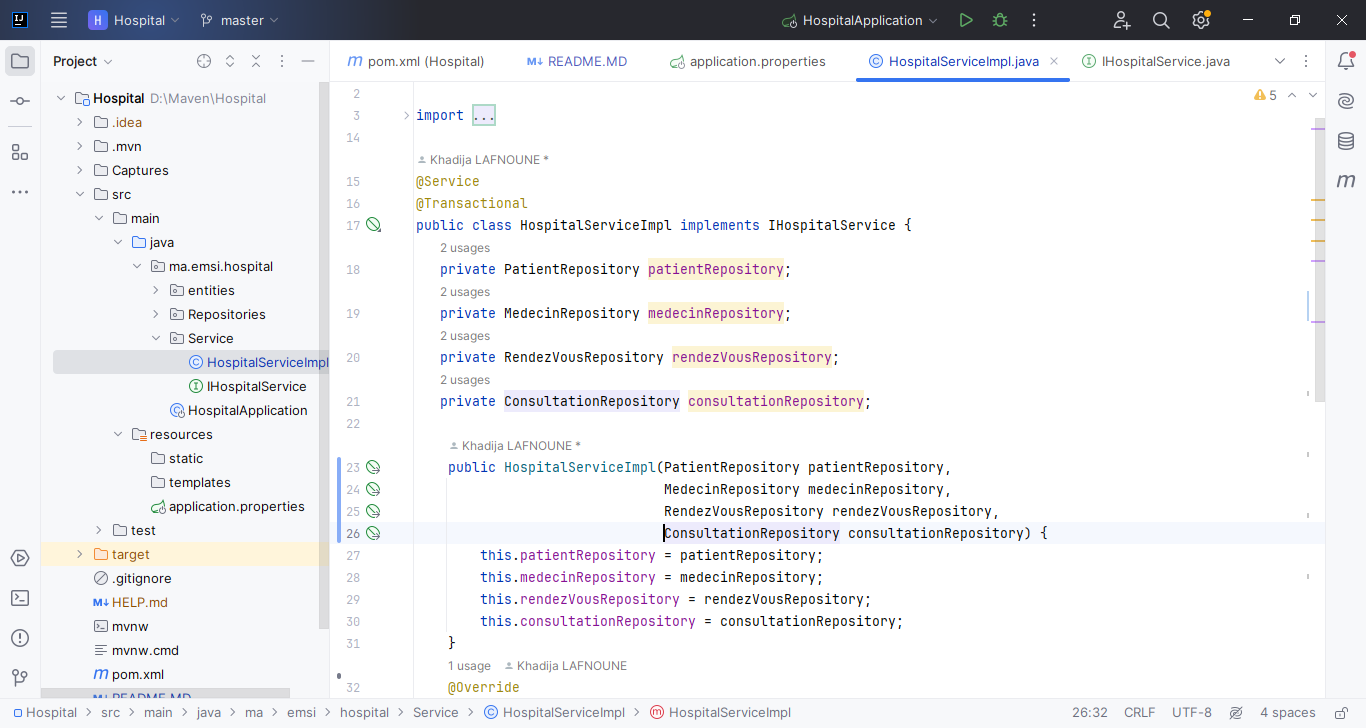 H Hospital master HospitalApplication
Project
pom.xml (Hospital) README.MD application.properties HospitalServiceImpl.java IHospitalService.java
Hospital D:\Maven\Hospital
.idea
.mvn
Captures
src
main
java
ma.emsi.hospital
entities
Repositories
Service
HospitalServiceImpl
IHospitalService
HospitalApplication
resources
static
templates
application.properties
test
target
.gitignore
HELP.md
mvnw
mvnw.cmd
pom.xml
README.MD
5
2
3 import ...
14
Khadija LAFNOUNE *
15 @Service
16 @Transactional
17 public class HospitalServiceImpl implements IHospitalService {
2 usages
18 private PatientRepository patientRepository;
2 usages
19 private MedecinRepository medecinRepository;
2 usages
20 private RendezVousRepository rendezVousRepository;
2 usages
21 private ConsultationRepository consultationRepository;
22
Khadija LAFNOUNE *
23 public HospitalServiceImpl(PatientRepository patientRepository,
24 MedecinRepository medecinRepository,
25 RendezVousRepository rendezVousRepository,
26 ConsultationRepository consultationRepository) {
27 this.patientRepository = patientRepository;
28 this.medecinRepository = medecinRepository;
29 this.rendezVousRepository = rendezVousRepository;
30 this.consultationRepository = consultationRepository;
31 }
1 usage Khadija LAFNOUNE
32 @Override
Hospital > src > main > java > ma > emsi > hospital > Service > HospitalServiceImpl > HospitalServiceImpl 26:32 CRLF UTF-8 4 spaces